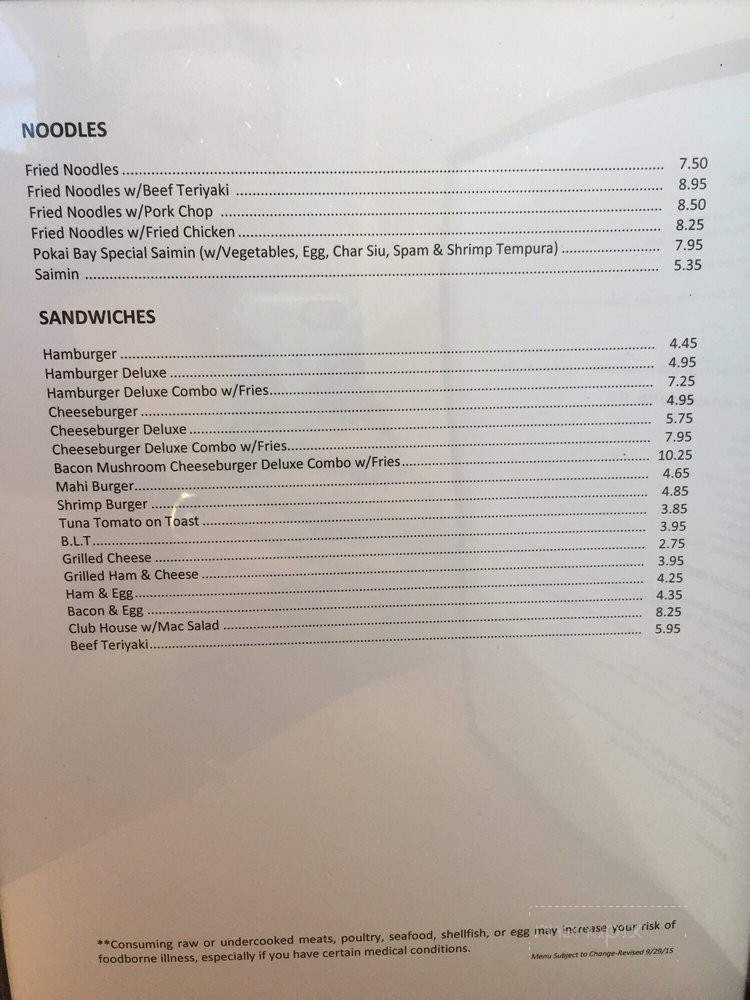 NOODLES
Fried Noodles 7.50
Fried Noodles w/Beef Teriyaki 8.95
Fried Noodles w/Pork Chop 8.50
Fried Noodles w/Fried Chicken 8.25
Pokai Bay Special Saimin (w/Vegetables, Egg, Char Siu, Spam & Shrimp Tempura) 7.95
Saimin 5.35
SANDWICHES
Hamburger 4.45
Hamburger Deluxe 4.95
Hamburger Deluxe Combo w/Fries 7.25
Cheeseburger 4.95
Cheeseburger Deluxe 5.75
Cheeseburger Deluxe Combo w/Fries 7.95
Bacon Mushroom Cheeseburger Deluxe Combo w/Fries 10.25
Mahi Burger 4.65
Shrimp Burger 4.85
Tuna Tomato on Toast 3.85
B.L.T 3.95
Grilled Cheese 2.75
Grilled Ham & Cheese 3.95
Ham & Egg 4.25
Bacon & Egg 4.35
Club House w/Mac Salad 8.25
Beef Teriyaki 5.95
**Consuming raw or undercooked meats, poultry, seafood, shellfish, or egg may increase your risk of
foodborne illness, especially if you have certain medical conditions.
Menu Subject to Change-Revised 9/29/15